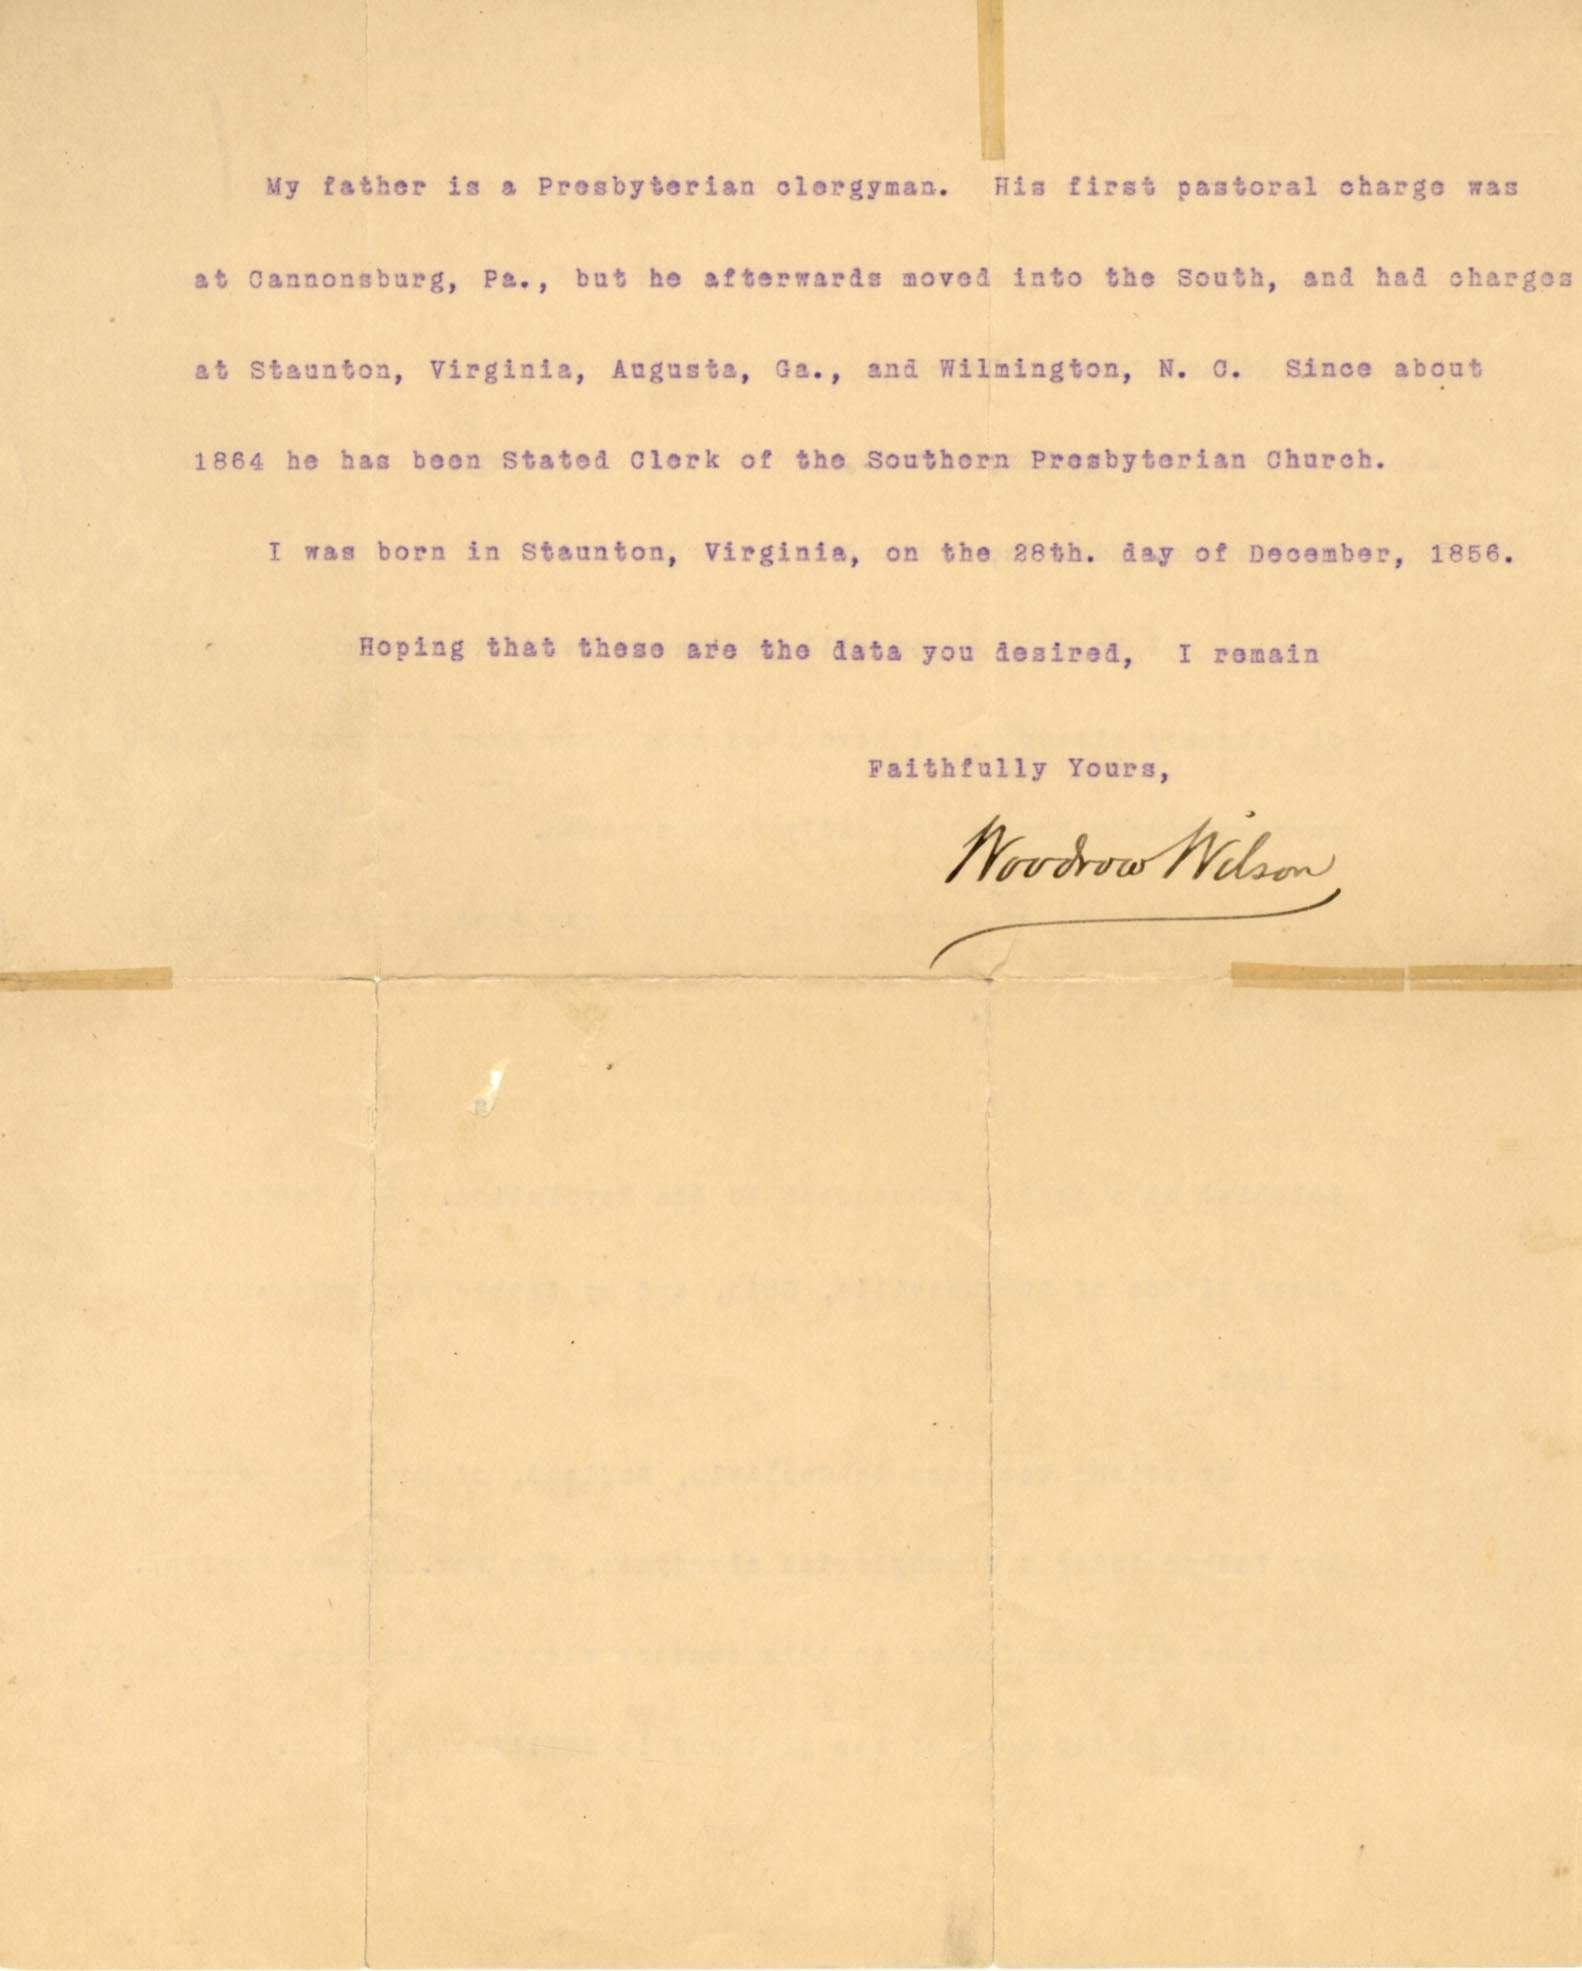 My father is a Presbyterian clergyman. His first pastoral charge was
at Cannonsburg, Pa., but he afterwards moved into the South, and had charges
at Staunton, Virginia, Augusta, Ga., and Wilmington, N. C. Since about
1864 he has been Stated Clerk of the Southern Presbyterian Church.
I was born in Staunton, Virginia, on the 28th. day of December, 1856.
Hoping that these are the data you desired, I remain
Faithfully Yours,
Woodrow Wilson